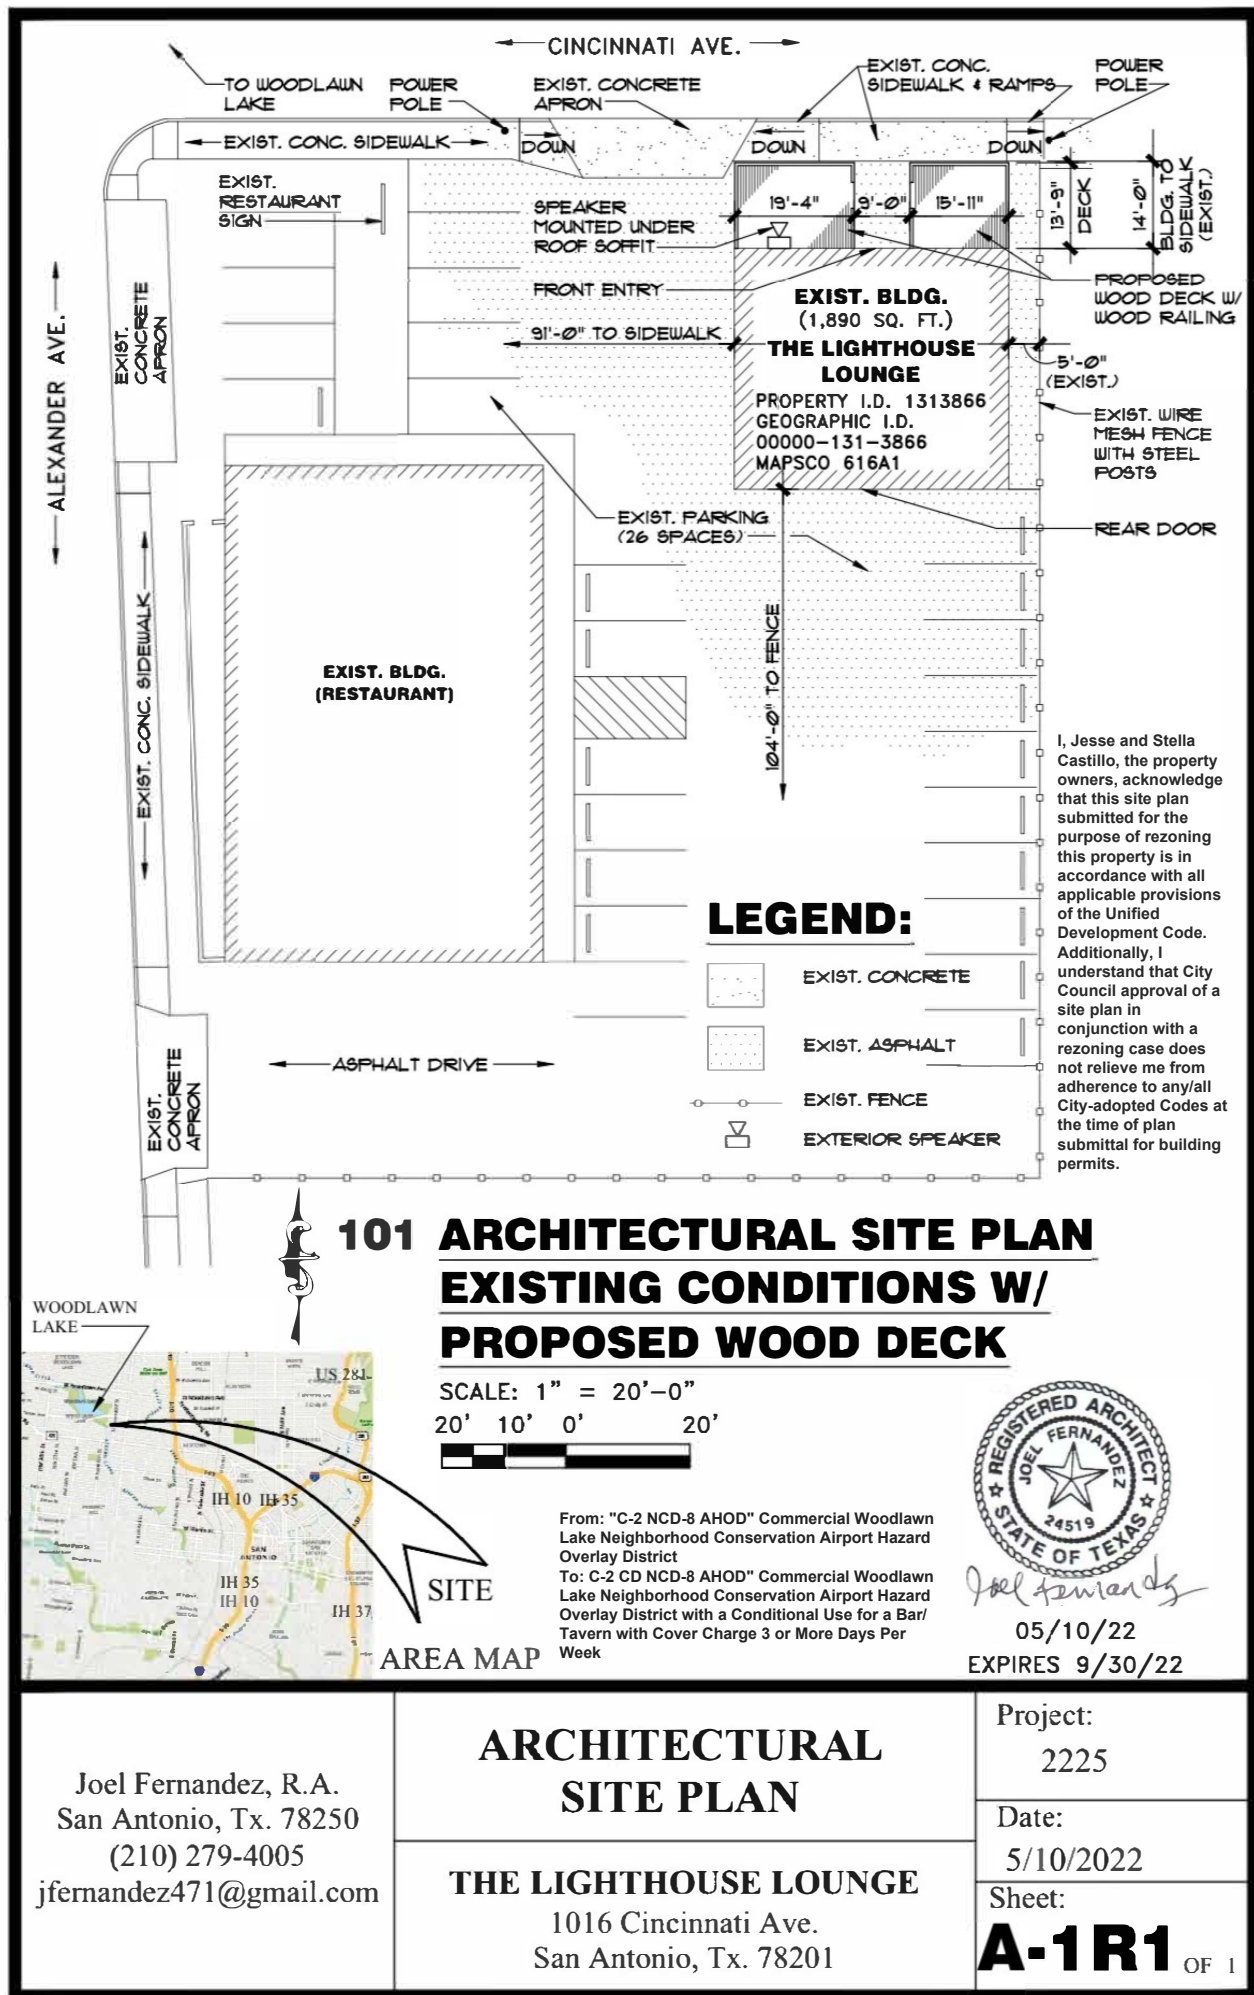 CINCINNATI AVE.
TO WOODLAWN
LAKE
POWER
POLE
EXIST. CONCRETE
APRON
EXIST. CONC.
SIDEWALK & RAMPS
POWER
POLE
EXIST. CONC. SIDEWALK
DOWN
DOWN
DOWN
EXIST.
RESTAURANT
SIGN
SPEAKER
MOUNTED UNDER
ROOF SOFFIT
19'-4"
9'-0"
15'-11"
13'-9"
DECK
14'-0"
BLDG. TO
SIDEWALK
(EXIST.)
FRONT ENTRY
PROPOSED
WOOD DECK W/
WOOD RAILING
ALEXANDER AVE.
EXIST.
CONCRETE
APRON
91'-0" TO SIDEWALK
EXIST. BLDG.
(1,890 SQ. FT.)
THE LIGHTHOUSE
LOUNGE
PROPERTY I.D. 1313866
GEOGRAPHIC I.D.
00000-131-3866
MAPSCO 616A1
5'-0"
(EXIST.)
EXIST. WIRE
MESH FENCE
WITH STEEL
POSTS
EXIST. PARKING
(26 SPACES)
REAR DOOR
EXIST. CONC. SIDEWALK
EXIST. BLDG.
(RESTAURANT)
104'-0" TO FENCE
I, Jesse and Stella
Castillo, the property
owners, acknowledge
that this site plan
submitted for the
purpose of rezoning
this property is in
accordance with all
applicable provisions
of the Unified
Development Code.
Additionally, I
understand that City
Council approval of a
site plan in
conjunction with a
rezoning case does
not relieve me from
adherence to any/all
City-adopted Codes at
the time of plan
submittal for building
permits.
LEGEND:
EXIST. CONCRETE
EXIST. ASPHALT
EXIST. FENCE
EXTERIOR SPEAKER
ASPHALT DRIVE
EXIST.
CONCRETE
APRON
101 ARCHITECTURAL SITE PLAN
EXISTING CONDITIONS W/
PROPOSED WOOD DECK
SCALE: 1" = 20'-0"
20' 10' 0' 20'
WOODLAWN
LAKE
US 281
IH 10 IH 35
SAN
ANTONIO
IH 35
IH 10
IH 37
SITE
AREA MAP
From: "C-2 NCD-8 AHOD" Commercial Woodlawn
Lake Neighborhood Conservation Airport Hazard
Overlay District
To: C-2 CD NCD-8 AHOD" Commercial Woodlawn
Lake Neighborhood Conservation Airport Hazard
Overlay District with a Conditional Use for a Bar/
Tavern with Cover Charge 3 or More Days Per
Week
REGISTERED ARCHITECT
JOEL FERNANDEZ
24519
STATE OF TEXAS
Joel Fernandez
05/10/22
EXPIRES 9/30/22
Joel Fernandez, R.A.
San Antonio, Tx. 78250
(210) 279-4005
jfernandez471@gmail.com
ARCHITECTURAL
SITE PLAN
THE LIGHTHOUSE LOUNGE
1016 Cincinnati Ave.
San Antonio, Tx. 78201
Project:
2225
Date:
5/10/2022
Sheet:
A-1R1 OF 1